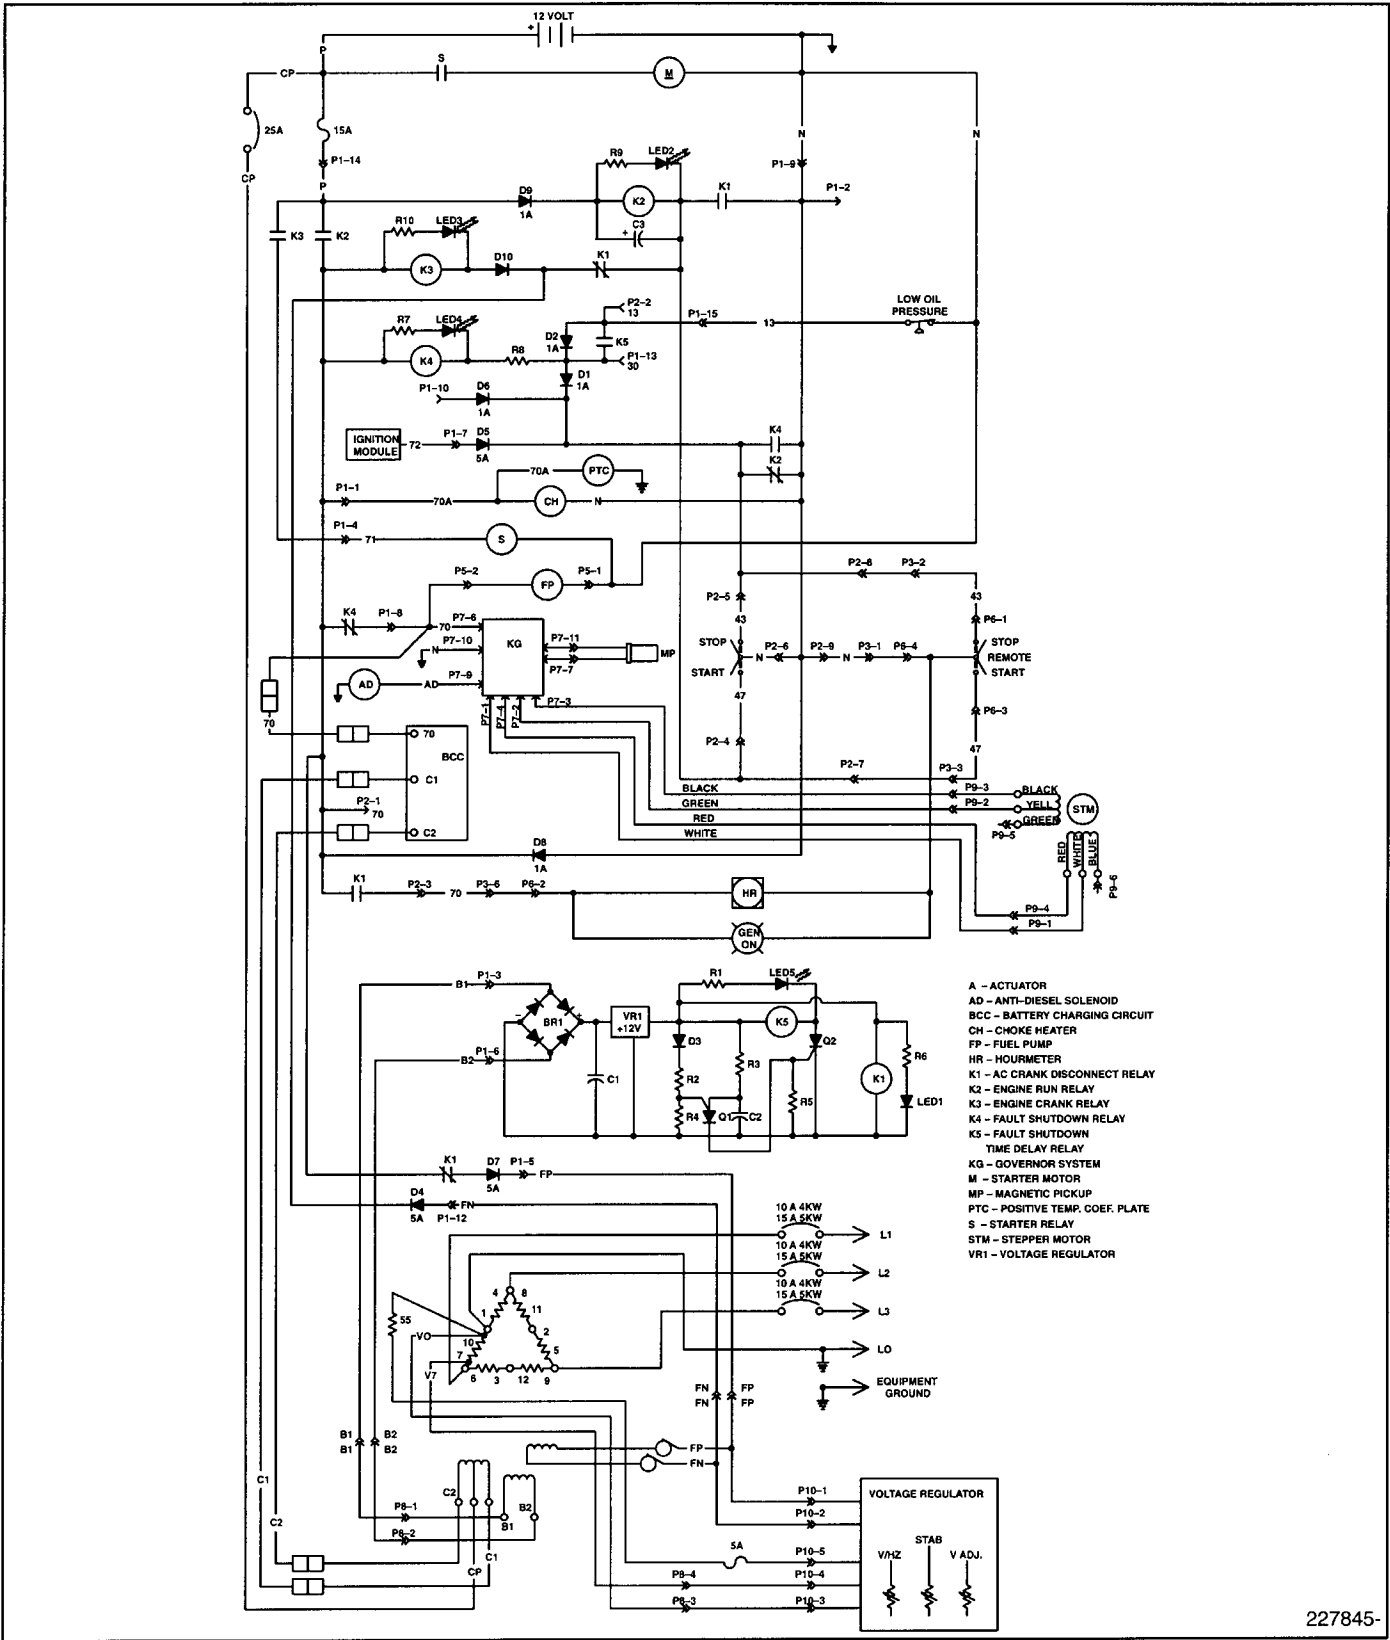 12 VOLT
+
P
CP
S
M
25A
15A
N
N
P1-14
CP
P
R9
LED2
P1-9
D9
1A
K2
K1
P1-2
C3
+
K3
K2
R10
LED3
K3
D10
K1
P2-2
13
P1-15
13
LOW OIL
PRESSURE
R7
LED4
D2
1A
K5
K4
R8
P1-13
30
D1
1A
P1-10
D6
1A
IGNITION
MODULE
72
P1-7
D5
5A
K4
K2
70A
PTC
P1-1
70A
CH
N
P1-4
71
S
P5-2
FP
P5-1
P2-8
P3-2
P2-5
43
43
P6-1
K4
P1-8
70
P7-6
N
P7-10
KG
P7-11
P7-7
MP
STOP
START
N
P2-6
P2-9
N
P3-1
P6-4
STOP
REMOTE
START
AD
AD
P7-9
P7-1
P7-4
P7-2
P7-3
47
P6-3
70
70
BCC
P2-4
47
C1
P2-7
P3-3
P2-1
70
C2
BLACK
P9-3
BLACK
GREEN
P9-2
YELL
STM
RED
P9-5
GREEN
WHITE
RED
WHITE
BLUE
P9-6
D8
1A
K1
P2-3
70
P3-6
P6-2
HR
P9-4
P9-1
GEN
ON
B1
P1-3
R1
LED5
-
BR1
+
VR1
+12V
K5
B2
P1-6
D3
Q2
R6
C1
R2
R3
K1
R4
Q1
C2
R5
LED1
A – ACTUATOR
AD – ANTI-DIESEL SOLENOID
BCC – BATTERY CHARGING CIRCUIT
CH – CHOKE HEATER
FP – FUEL PUMP
HR – HOURMETER
K1 – AC CRANK DISCONNECT RELAY
K2 – ENGINE RUN RELAY
K3 – ENGINE CRANK RELAY
K4 – FAULT SHUTDOWN RELAY
K5 – FAULT SHUTDOWN
TIME DELAY RELAY
KG – GOVERNOR SYSTEM
M – STARTER MOTOR
MP – MAGNETIC PICKUP
PTC – POSITIVE TEMP. COEF. PLATE
S – STARTER RELAY
STM – STEPPER MOTOR
VR1 – VOLTAGE REGULATOR
K1
D7
5A
P1-5
FP
D4
5A
FN
P1-12
10 A 4KW
15 A 5KW
L1
10 A 4KW
15 A 5KW
L2
10 A 4KW
15 A 5KW
L3
55
4
8
1
11
VO
10
2
7
5
V7
6
3
12
9
LO
EQUIPMENT
GROUND
FN
FP
FN
FP
B1
B2
B1
B2
FP
FN
C1
C2
C2
P8-1
B1
B2
P8-2
C1
CP
P10-1
P10-2
5A
P10-5
P8-4
P10-4
P8-3
P10-3
VOLTAGE REGULATOR
V/HZ
STAB
V ADJ.
227845-